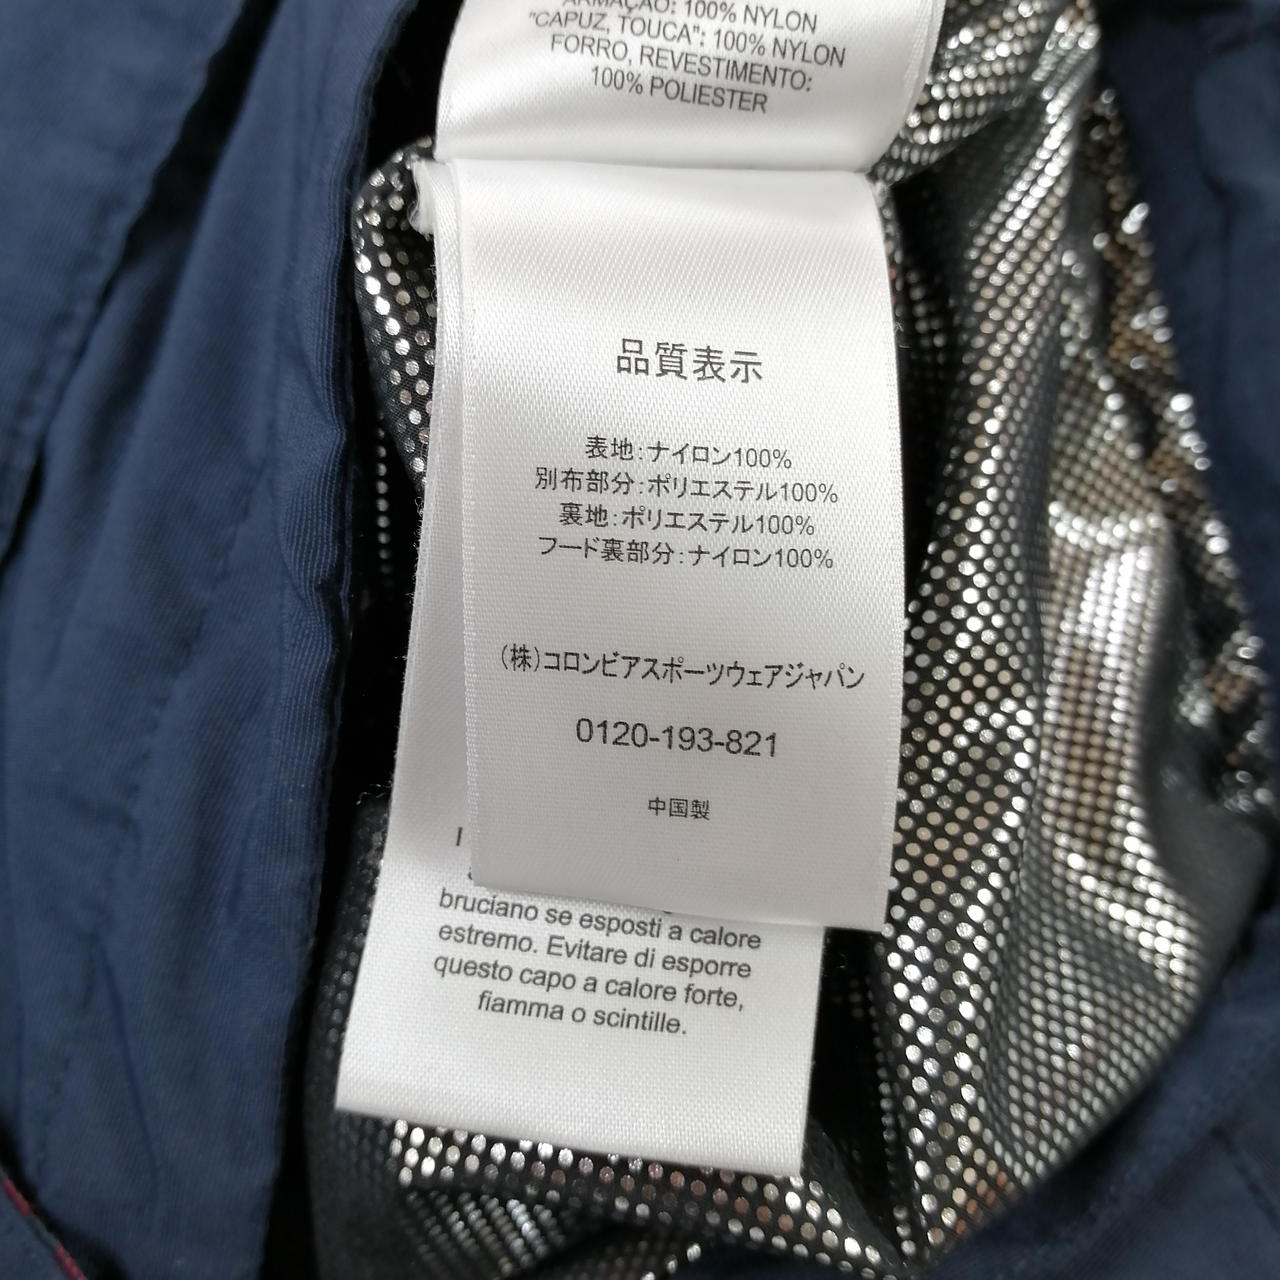 ARMAÇÃO: 100% NYLON
"CAPUZ, TOUCA": 100% NYLON
FORRO, REVESTIMENTO:
100% POLIESTER
品質表示
表地:ナイロン100%
別布部分:ポリエステル100%
裏地:ポリエステル100%
フード裏部分:ナイロン100%
(株)コロンビアスポーツウェアジャパン
0120-193-821
中国製
bruciano se esposti a calore
estremo. Evitare di esporre
questo capo a calore forte,
fiamma o scintille.